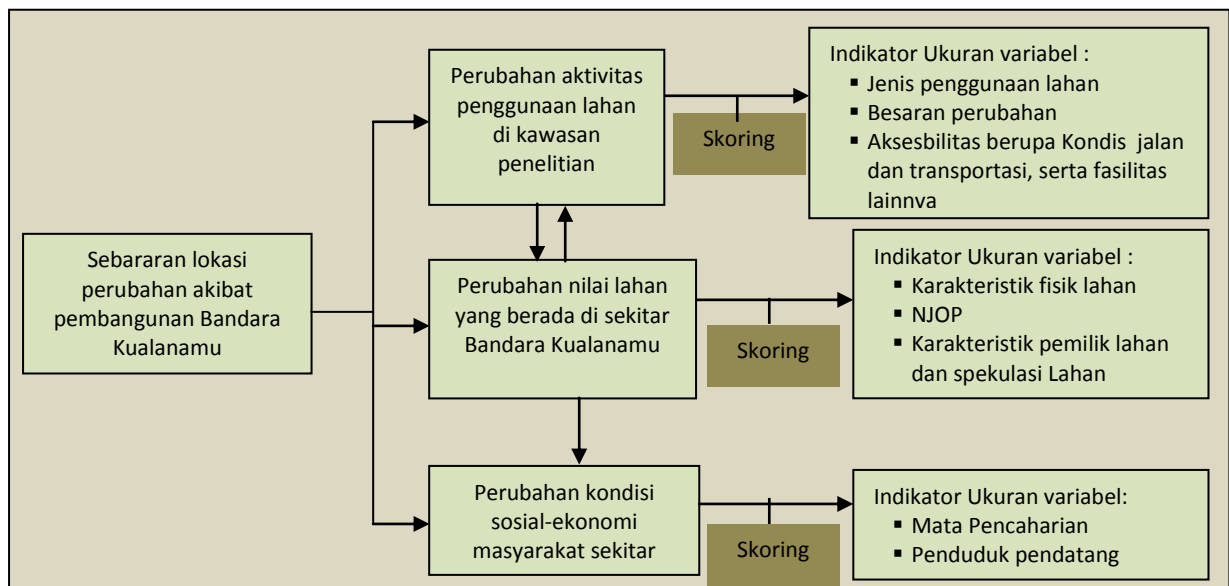 Sebararan lokasi
perubahan akibat
pembangunan Bandara
Kualanamu
Perubahan aktivitas
penggunaan lahan
di kawasan
penelitian
Skoring
Indikator Ukuran variabel :
▪ Jenis penggunaan lahan
▪ Besaran perubahan
▪ Aksesbilitas berupa Kondis jalan
dan transportasi, serta fasilitas
lainnva
Perubahan nilai lahan
yang berada di sekitar
Bandara Kualanamu
Skoring
Indikator Ukuran variabel :
▪ Karakteristik fisik lahan
▪ NJOP
▪ Karakteristik pemilik lahan
dan spekulasi Lahan
Perubahan kondisi
sosial-ekonomi
masyarakat sekitar
Skoring
Indikator Ukuran variabel:
▪ Mata Pencaharian
▪ Penduduk pendatang